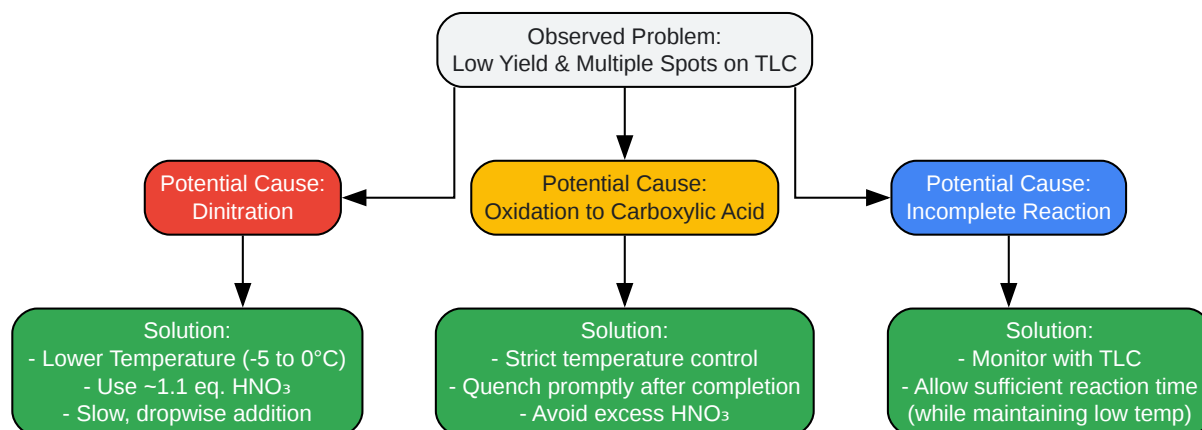 Observed Problem:
Low Yield & Multiple Spots on TLC
Potential Cause:
Dinitration
Potential Cause:
Oxidation to Carboxylic Acid
Potential Cause:
Incomplete Reaction
Solution:
- Lower Temperature (-5 to 0°C)
- Use ~1.1 eq. HNO₃
- Slow, dropwise addition
Solution:
- Strict temperature control
- Quench promptly after completion
- Avoid excess HNO₃
Solution:
- Monitor with TLC
- Allow sufficient reaction time
(while maintaining low temp)